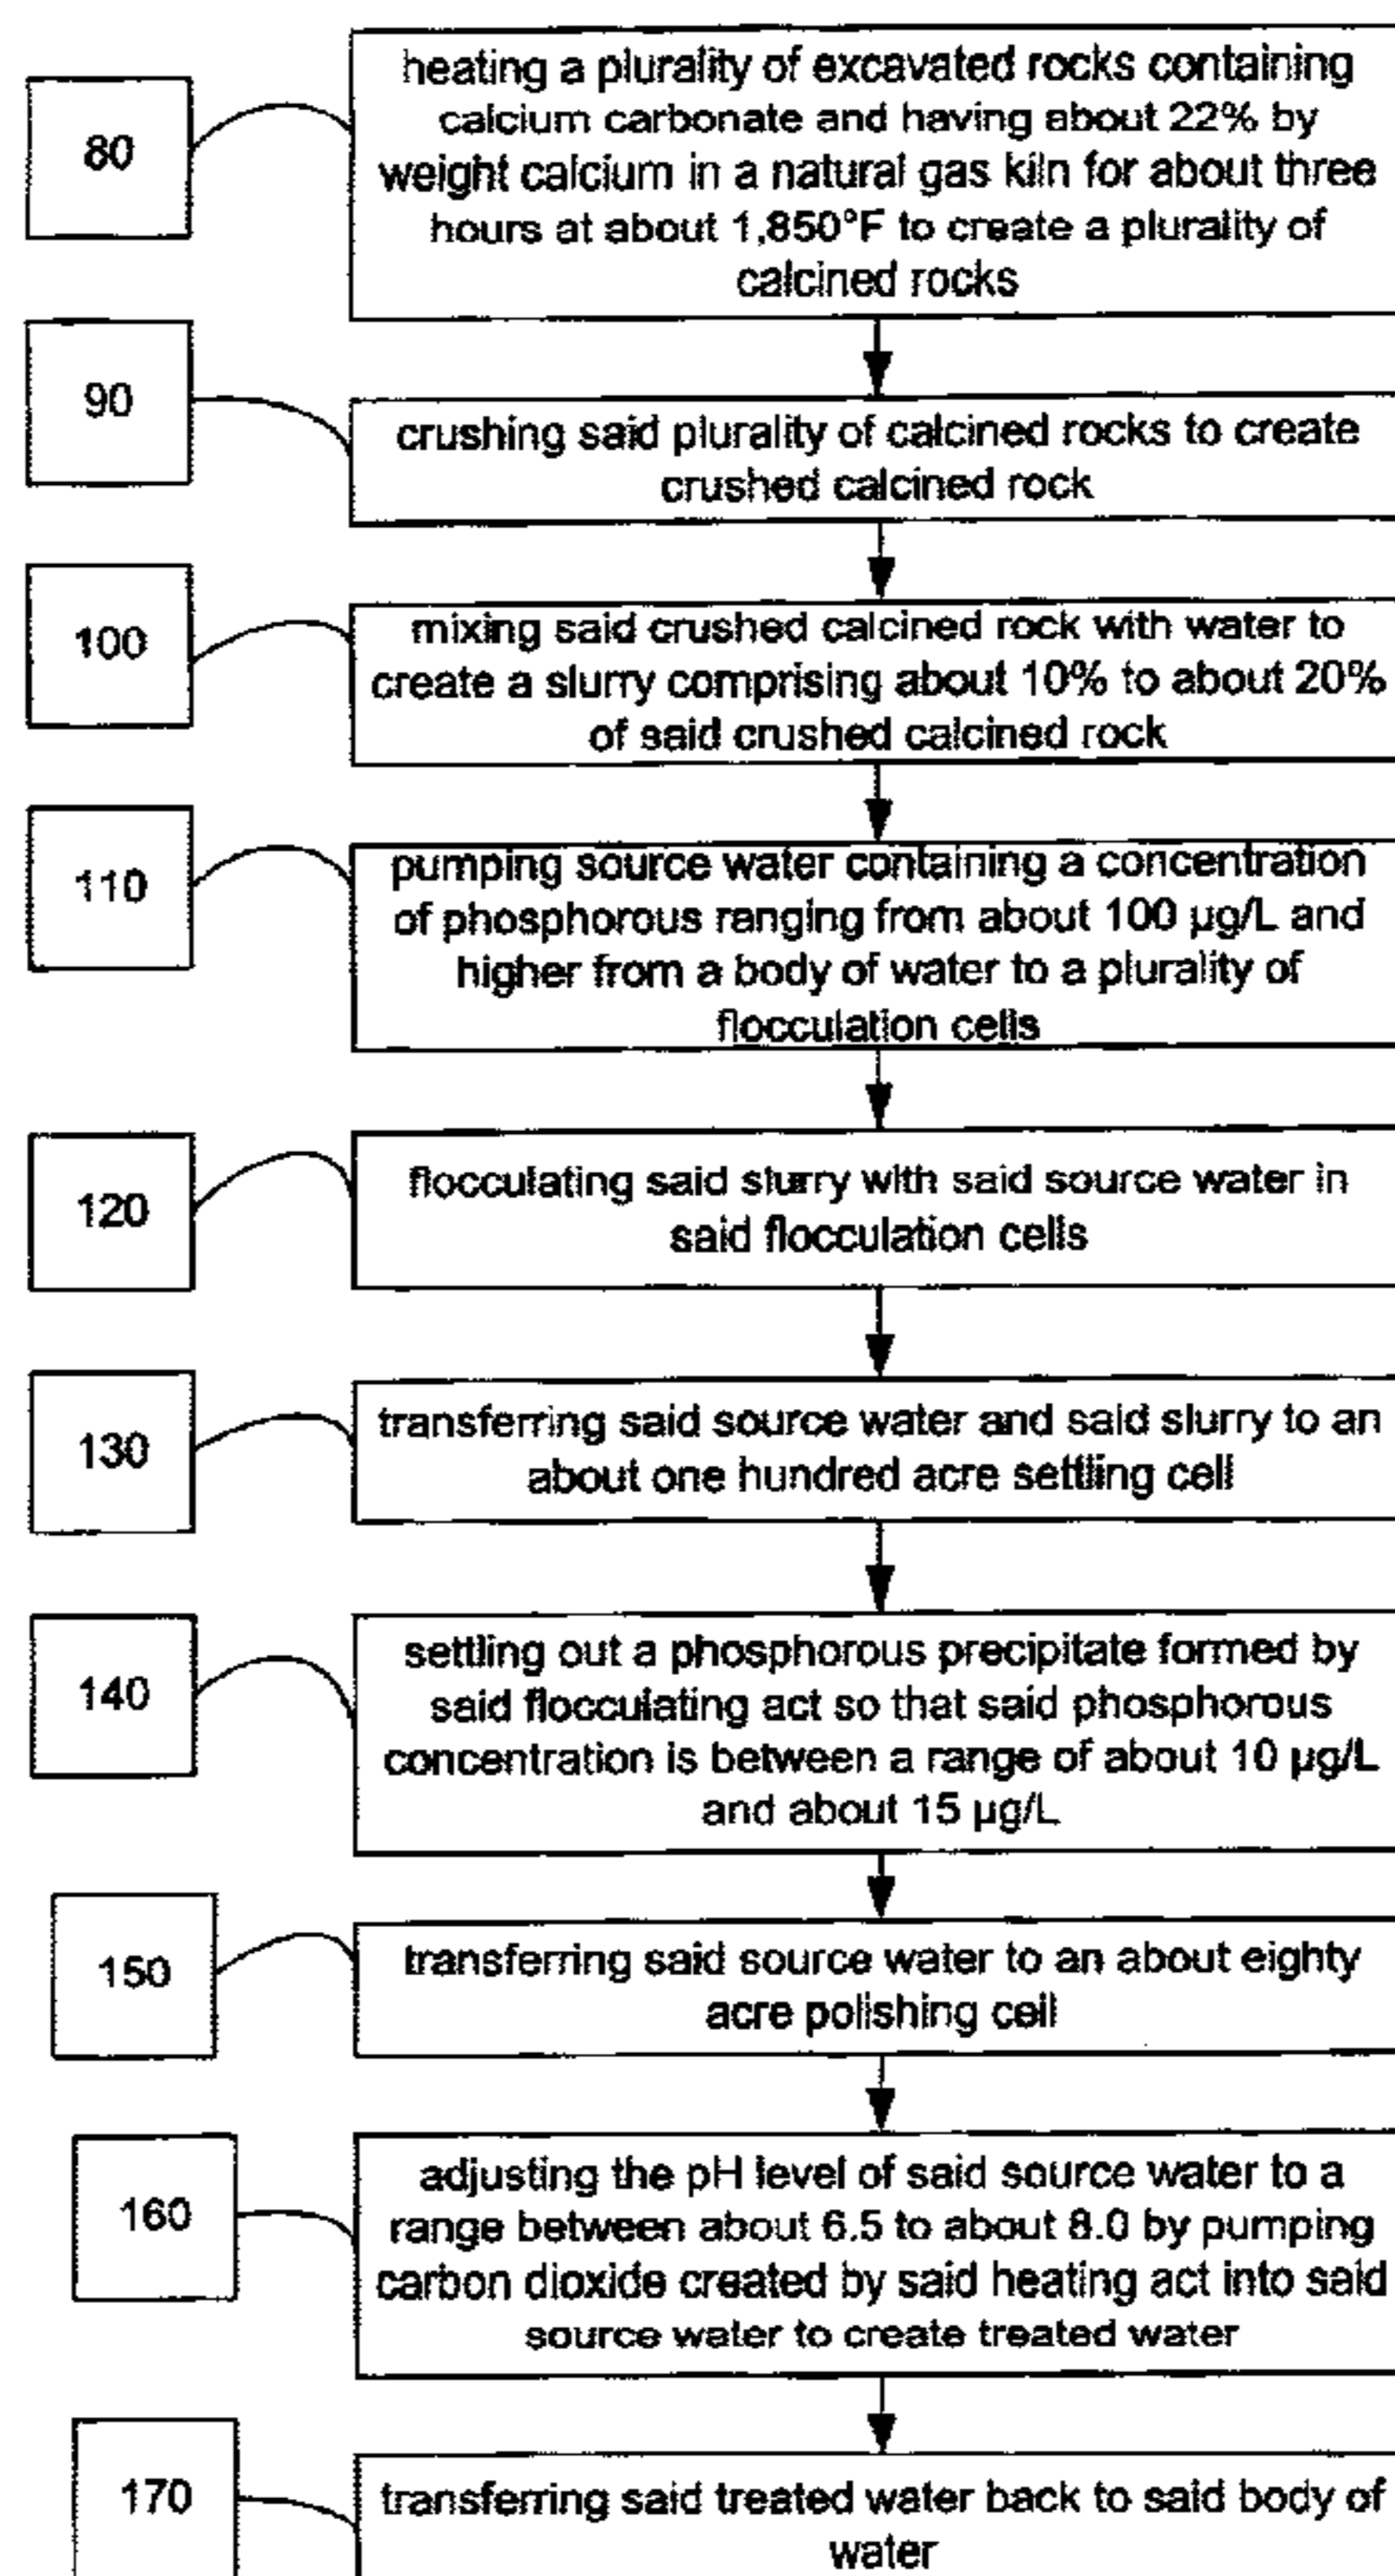 80
heating a plurality of excavated rocks containing
calcium carbonate and having about 22% by
weight calcium in a natural gas kiln for about three
hours at about 1,850°F to create a plurality of
calcined rocks
90
crushing said plurality of calcined rocks to create
crushed calcined rock
100
mixing said crushed calcined rock with water to
create a slurry comprising about 10% to about 20%
of said crushed calcined rock
110
pumping source water containing a concentration
of phosphorous ranging from about 100 µg/L and
higher from a body of water to a plurality of
flocculation cells
120
flocculating said slurry with said source water in
said flocculation cells
130
transferring said source water and said slurry to an
about one hundred acre settling cell
140
settling out a phosphorous precipitate formed by
said flocculating act so that said phosphorous
concentration is between a range of about 10 µg/L
and about 15 µg/L
150
transferring said source water to an about eighty
acre polishing cell
160
adjusting the pH level of said source water to a
range between about 6.5 to about 8.0 by pumping
carbon dioxide created by said heating act into said
source water to create treated water
170
transferring said treated water back to said body of
water